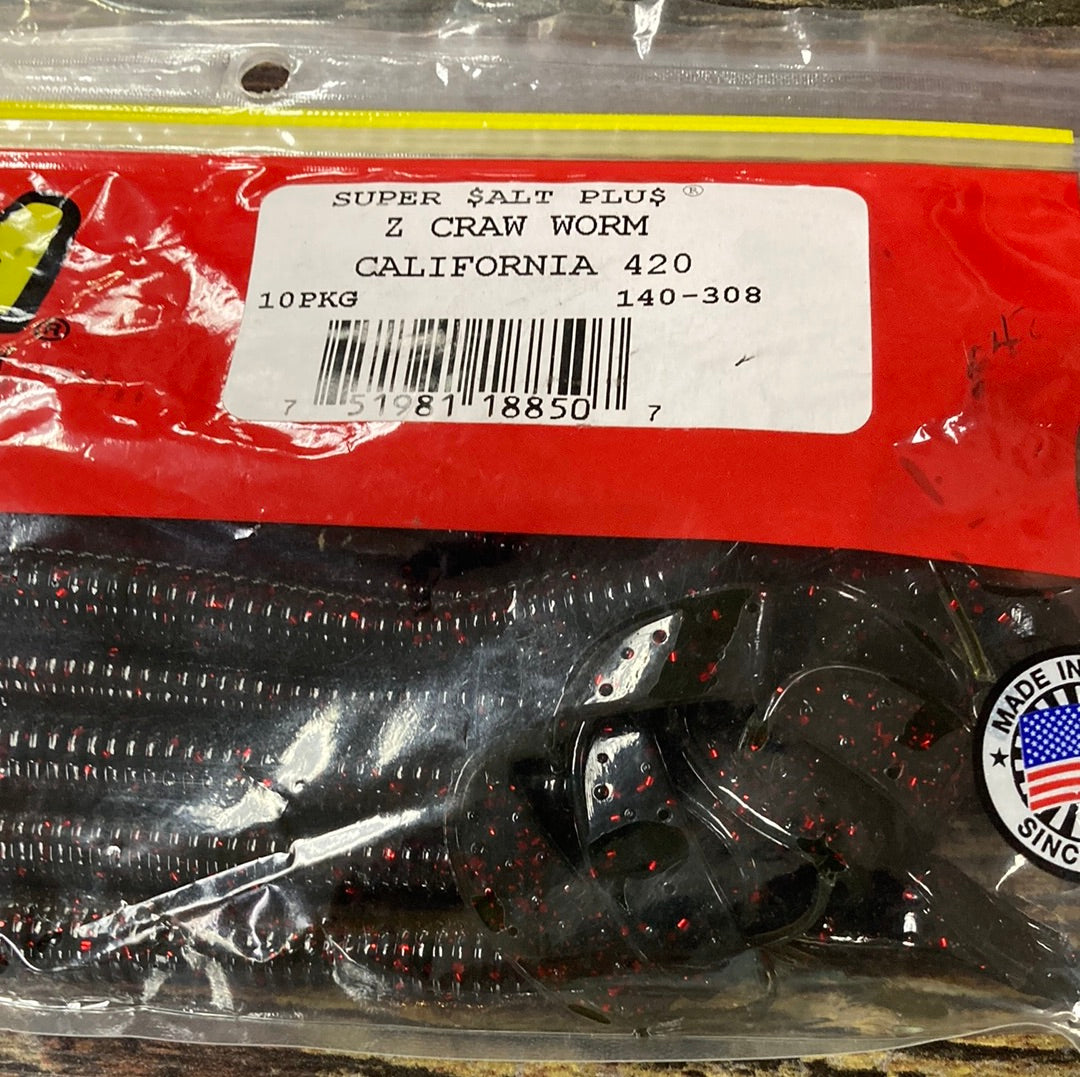 SUPER $ALT PLU$ ®
Z CRAW WORM
CALIFORNIA 420
10PKG 140-308
7 51981 18850 7
®
MADE IN
SINC